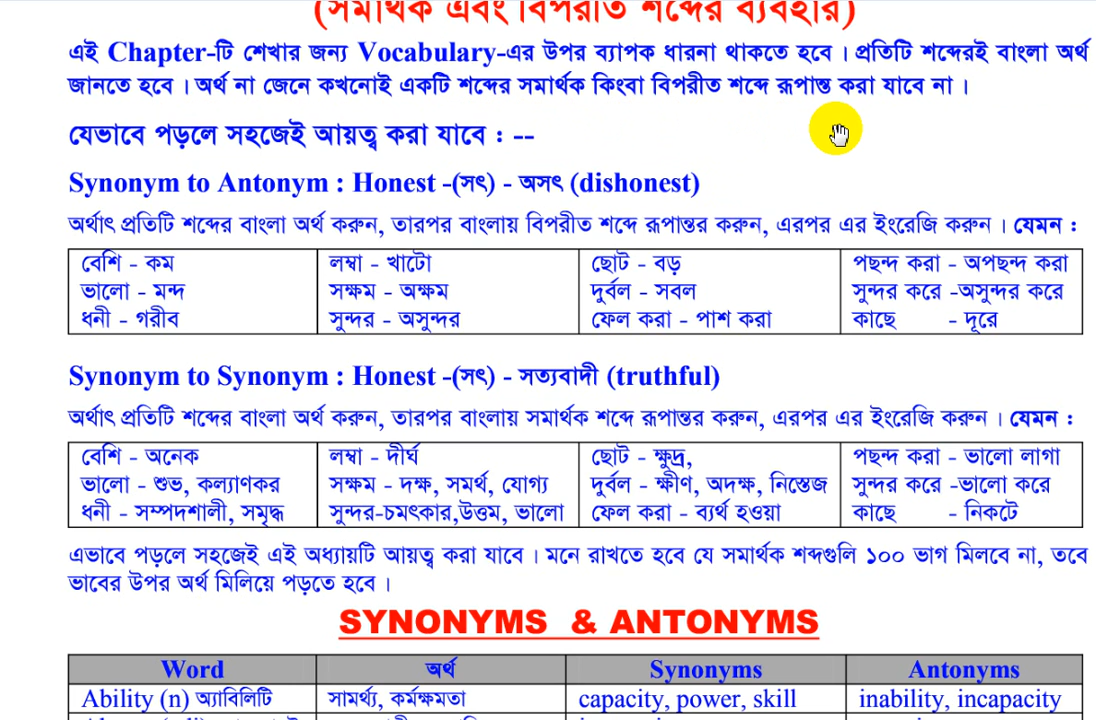 (সমার্থক এবং বিপরীত শব্দের ব্যবহার)
এই Chapter-টি শেখার জন্য Vocabulary-এর উপর ব্যাপক ধারনা থাকতে হবে । প্রতিটি শব্দেরই বাংলা অর্থ
জানতে হবে । অর্থ না জেনে কখনোই একটি শব্দের সমার্থক কিংবা বিপরীত শব্দে রূপান্ত করা যাবে না ।
যেভাবে পড়লে সহজেই আয়ত্ব করা যাবে : --
Synonym to Antonym : Honest -(সৎ) - অসৎ (dishonest)
অর্থাৎ প্রতিটি শব্দের বাংলা অর্থ করুন, তারপর বাংলায় বিপরীত শব্দে রূপান্তর করুন, এরপর এর ইংরেজি করুন । যেমন :
বেশি - কম লম্বা - খাটো ছোট - বড় পছন্দ করা - অপছন্দ করা
ভালো - মন্দ সক্ষম - অক্ষম দুর্বল - সবল সুন্দর করে -অসুন্দর করে
ধনী - গরীব সুন্দর - অসুন্দর ফেল করা - পাশ করা কাছে - দূরে
Synonym to Synonym : Honest -(সৎ) - সত্যবাদী (truthful)
অর্থাৎ প্রতিটি শব্দের বাংলা অর্থ করুন, তারপর বাংলায় সমার্থক শব্দে রূপান্তর করুন, এরপর এর ইংরেজি করুন । যেমন :
বেশি - অনেক লম্বা - দীর্ঘ ছোট - ক্ষুদ্র, পছন্দ করা - ভালো লাগা
ভালো - শুভ, কল্যাণকর সক্ষম - দক্ষ, সমর্থ, যোগ্য দুর্বল - ক্ষীণ, অদক্ষ, নিস্তেজ সুন্দর করে -ভালো করে
ধনী - সম্পদশালী, সমৃদ্ধ সুন্দর-চমৎকার,উত্তম, ভালো ফেল করা - ব্যর্থ হওয়া কাছে - নিকটে
এভাবে পড়লে সহজেই এই অধ্যায়টি আয়ত্ব করা যাবে । মনে রাখতে হবে যে সমার্থক শব্দগুলি ১০০ ভাগ মিলবে না, তবে
ভাবের উপর অর্থ মিলিয়ে পড়তে হবে ।
SYNONYMS & ANTONYMS
Word অর্থ Synonyms Antonyms
Ability (n) অ্যাবিলিটি সামর্থ্য, কর্মক্ষমতা capacity, power, skill inability, incapacity